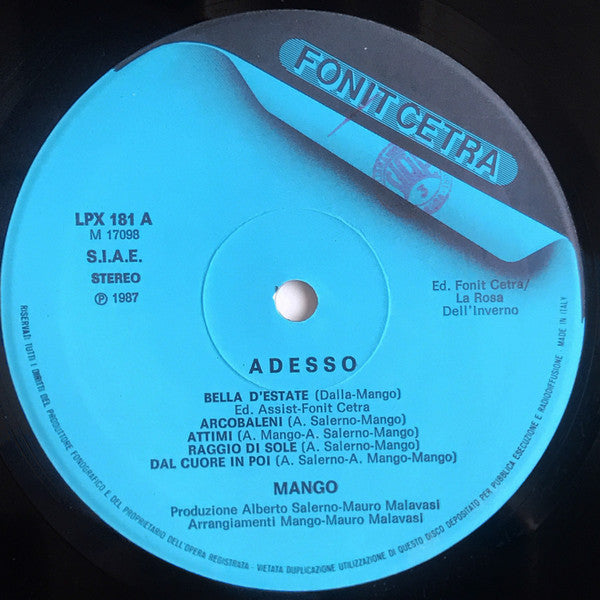 FONIT CETRA
LPX 181 A
M 17098
S.I.A.E.
STEREO
Ⓟ 1987
Ed. Fonit Cetra/
La Rosa
Dell'Inverno
ADESSO
BELLA D'ESTATE (Dalla-Mango)
Ed. Assist-Fonit Cetra
ARCOBALENI (A. Salerno-Mango)
ATTIMI (A. Mango-A. Salerno-Mango)
RAGGIO DI SOLE (A. Salerno-Mango)
DAL CUORE IN POI (A. Salerno-A. Mango-Mango)
MANGO
Produzione Alberto Salerno-Mauro Malavasi
Arrangiamenti Mango-Mauro Malavasi
RISERVATI TUTTI I DIRITTI DEL PRODUTTORE FONOGRAFICO E DEL PROPRIETARIO DELL'OPERA REGISTRATA - VIETATA DUPLICAZIONE UTILIZZAZIONE DI QUESTO DISCO DEPOSITATO PER PUBBLICA ESECUZIONE E RADIODIFFUSIONE - MADE IN ITALY